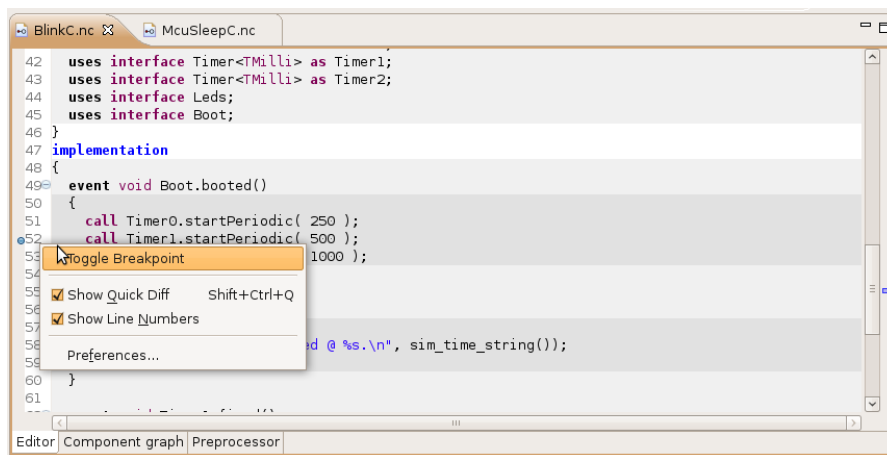 BlinkC.nc McuSleepC.nc
42 uses interface Timer<TMilli> as Timer1;
43 uses interface Timer<TMilli> as Timer2;
44 uses interface Leds;
45 uses interface Boot;
46 }
47 implementation
48 {
49 event void Boot.booted()
50 {
51 call Timer0.startPeriodic( 250 );
52 call Timer1.startPeriodic( 500 );
53 1000 );
Toggle Breakpoint
54
55
Show Quick Diff Shift+Ctrl+Q
56
Show Line Numbers
57
58 ed @ %s.\n", sim_time_string());
59
Preferences...
60 }
61
Editor Component graph Preprocessor